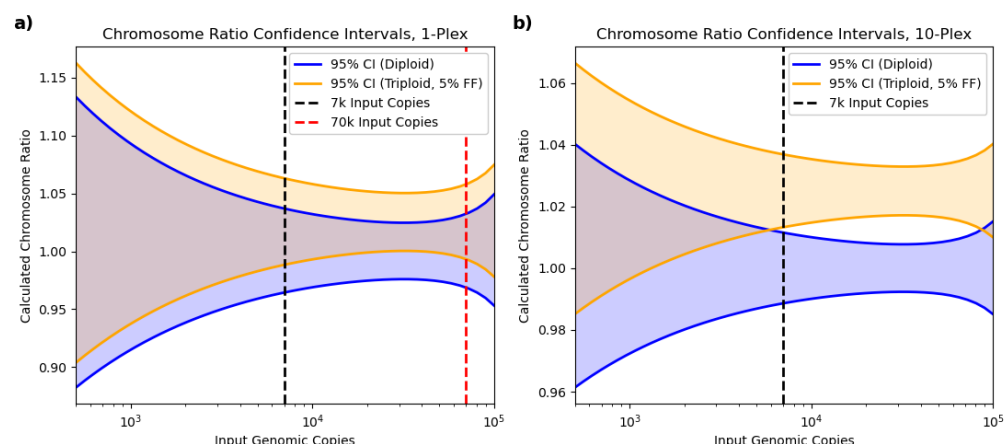 a)
Chromosome Ratio Confidence Intervals, 1-Plex
Calculated Chromosome Ratio
1.15
1.10
1.05
1.00
0.95
0.90
95% CI (Diploid)
95% CI (Triploid, 5% FF)
7k Input Copies
70k Input Copies
10³
10⁴
10⁵
Input Genomic Copies
b)
Chromosome Ratio Confidence Intervals, 10-Plex
Calculated Chromosome Ratio
1.06
1.04
1.02
1.00
0.98
0.96
95% CI (Diploid)
95% CI (Triploid, 5% FF)
7k Input Copies
10³
10⁴
10⁵
Input Genomic Copies